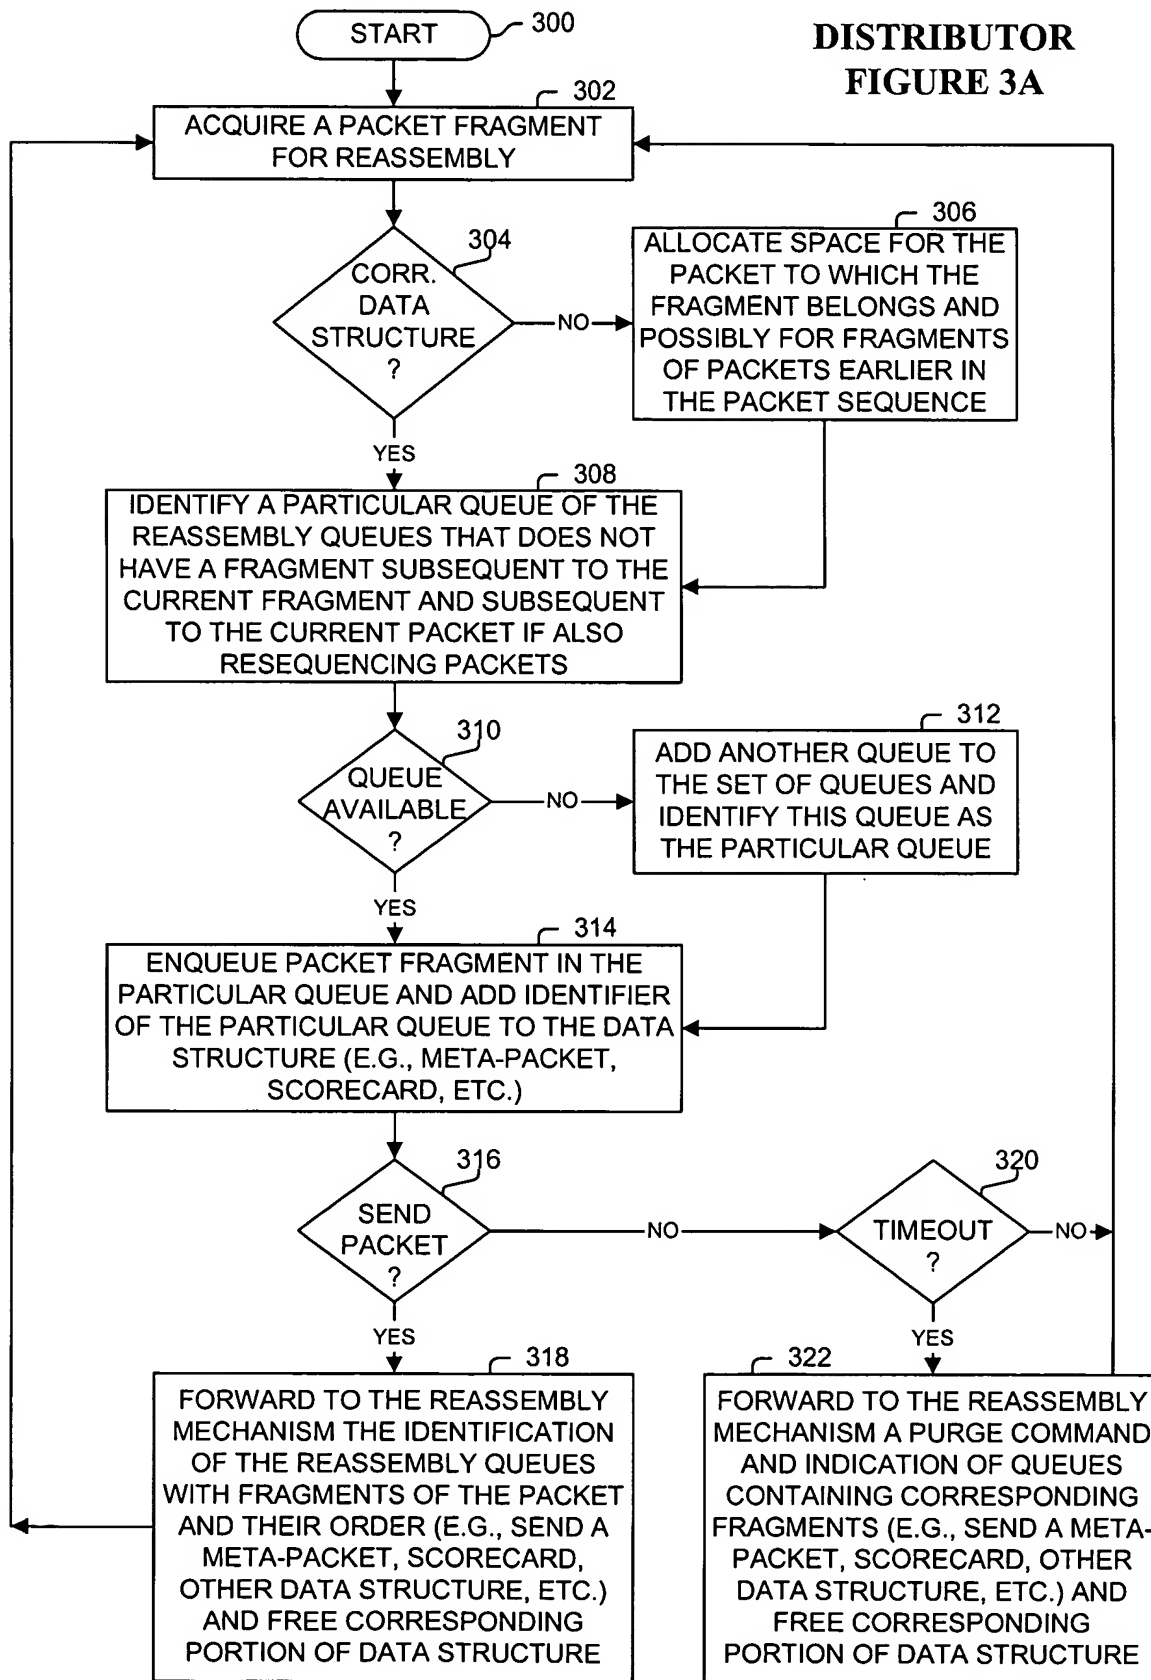 START
300
DISTRIBUTOR
FIGURE 3A
302
ACQUIRE A PACKET FRAGMENT
FOR REASSEMBLY
304
CORR.
DATA
STRUCTURE
?
NO
306
ALLOCATE SPACE FOR THE
PACKET TO WHICH THE
FRAGMENT BELONGS AND
POSSIBLY FOR FRAGMENTS
OF PACKETS EARLIER IN
THE PACKET SEQUENCE
YES
308
IDENTIFY A PARTICULAR QUEUE OF THE
REASSEMBLY QUEUES THAT DOES NOT
HAVE A FRAGMENT SUBSEQUENT TO THE
CURRENT FRAGMENT AND SUBSEQUENT
TO THE CURRENT PACKET IF ALSO
RESEQUENCING PACKETS
310
QUEUE
AVAILABLE
?
NO
312
ADD ANOTHER QUEUE TO
THE SET OF QUEUES AND
IDENTIFY THIS QUEUE AS
THE PARTICULAR QUEUE
YES
314
ENQUEUE PACKET FRAGMENT IN THE
PARTICULAR QUEUE AND ADD IDENTIFIER
OF THE PARTICULAR QUEUE TO THE DATA
STRUCTURE (E.G., META-PACKET,
SCORECARD, ETC.)
316
SEND
PACKET
?
NO
320
TIMEOUT
?
NO
YES
318
FORWARD TO THE REASSEMBLY
MECHANISM THE IDENTIFICATION
OF THE REASSEMBLY QUEUES
WITH FRAGMENTS OF THE PACKET
AND THEIR ORDER (E.G., SEND A
META-PACKET, SCORECARD,
OTHER DATA STRUCTURE, ETC.)
AND FREE CORRESPONDING
PORTION OF DATA STRUCTURE
YES
322
FORWARD TO THE REASSEMBLY
MECHANISM A PURGE COMMAND
AND INDICATION OF QUEUES
CONTAINING CORRESPONDING
FRAGMENTS (E.G., SEND A META-
PACKET, SCORECARD, OTHER
DATA STRUCTURE, ETC.) AND
FREE CORRESPONDING
PORTION OF DATA STRUCTURE